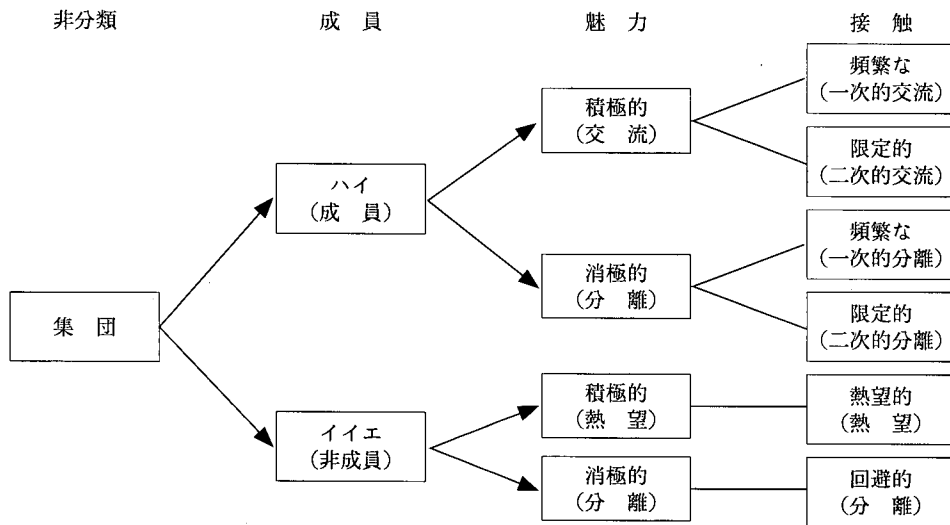 非分類
成　員
魅　力
接　触
頻繁な
（一次的交流）
積極的
（交　流）
限定的
（二次的交流）
ハイ
（成　員）
頻繁な
（一次的分離）
消極的
（分　離）
限定的
（二次的分離）
集　団
積極的
（熱　望）
熱望的
（熱　望）
イイエ
（非成員）
消極的
（分　離）
回避的
（分　離）